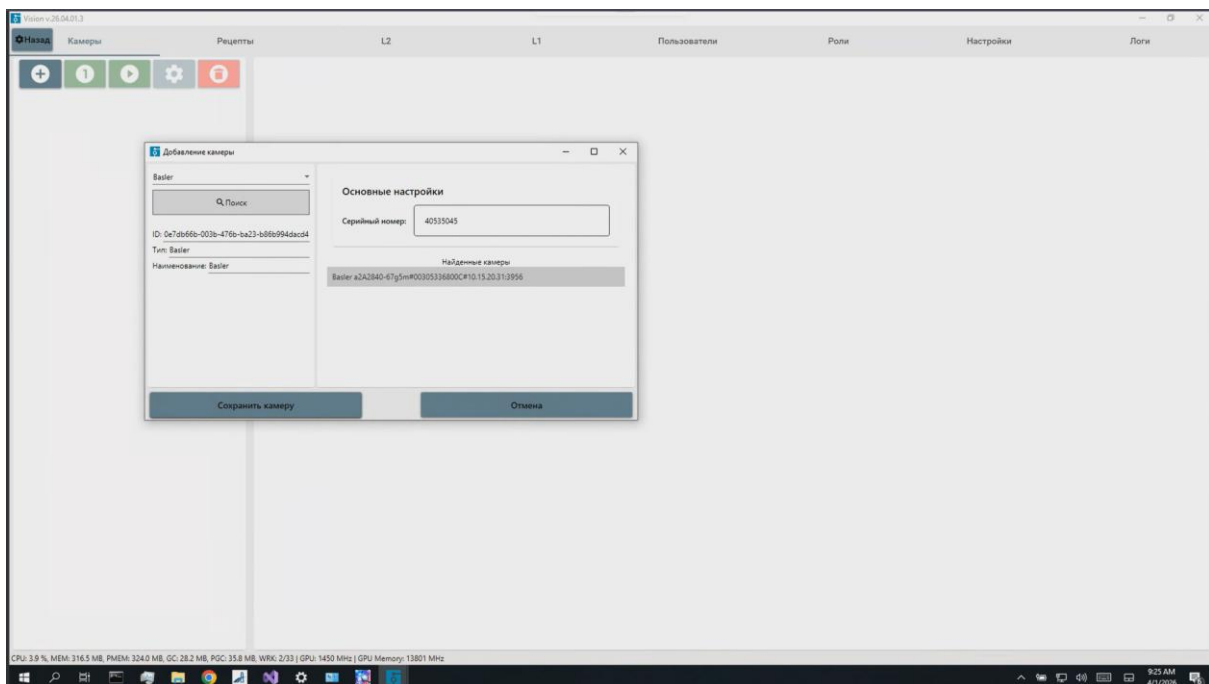 Vision v.26.04.01.3
Назад Камеры Рецепты L2 L1 Пользователи Роли Настройки Логи
1
Добавление камеры
Basler
Поиск
ID: 0e7db66b-003b-476b-ba23-b86b994dacd4
Тип: Basler
Наименование: Basler
Основные настройки
Серийный номер: 40535045
Найденные камеры
Basler a2A2840-67g5m#00305336800C#10.15.20.31:3956
Сохранить камеру Отмена
CPU: 3.9 %, MEM: 316.5 MB, PMEM: 324.0 MB, GC: 28.2 MB, PGC: 35.8 MB, WRK: 2/33 | GPU: 1450 MHz | GPU Memory: 13801 MHz
9:25 AM
4/1/2026